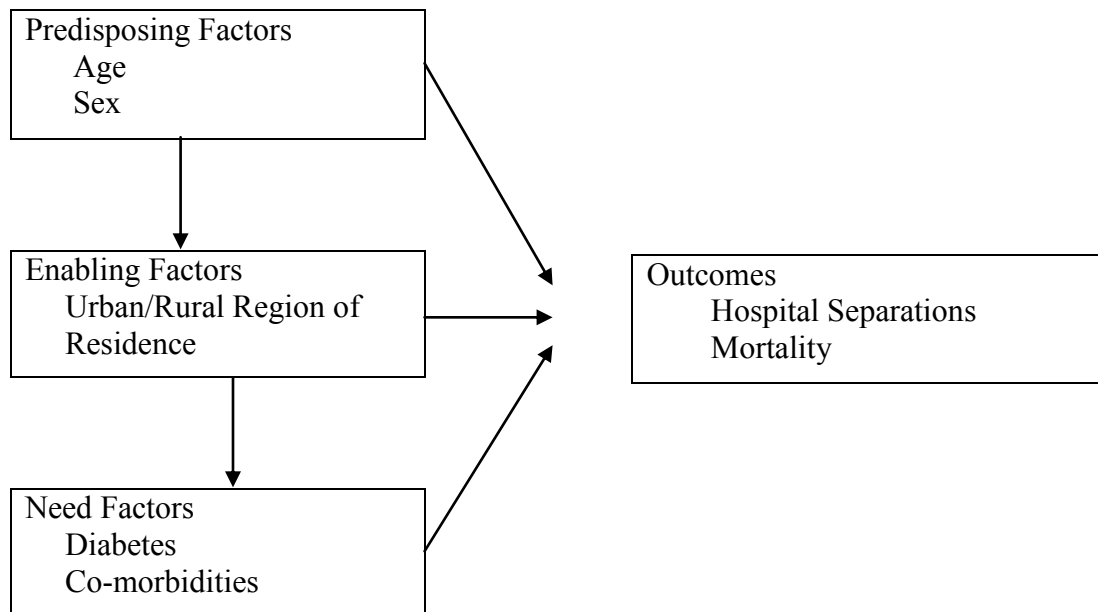 Predisposing Factors
Age
Sex
Enabling Factors
Urban/Rural Region of
Residence
Outcomes
Hospital Separations
Mortality
Need Factors
Diabetes
Co-morbidities